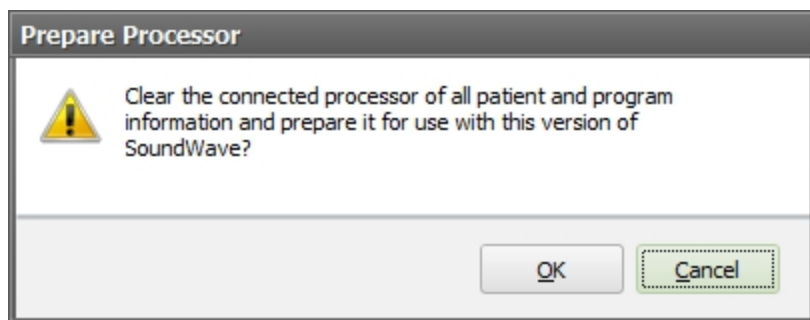 Prepare Processor
Clear the connected processor of all patient and program
information and prepare it for use with this version of
SoundWave?
OK
Cancel